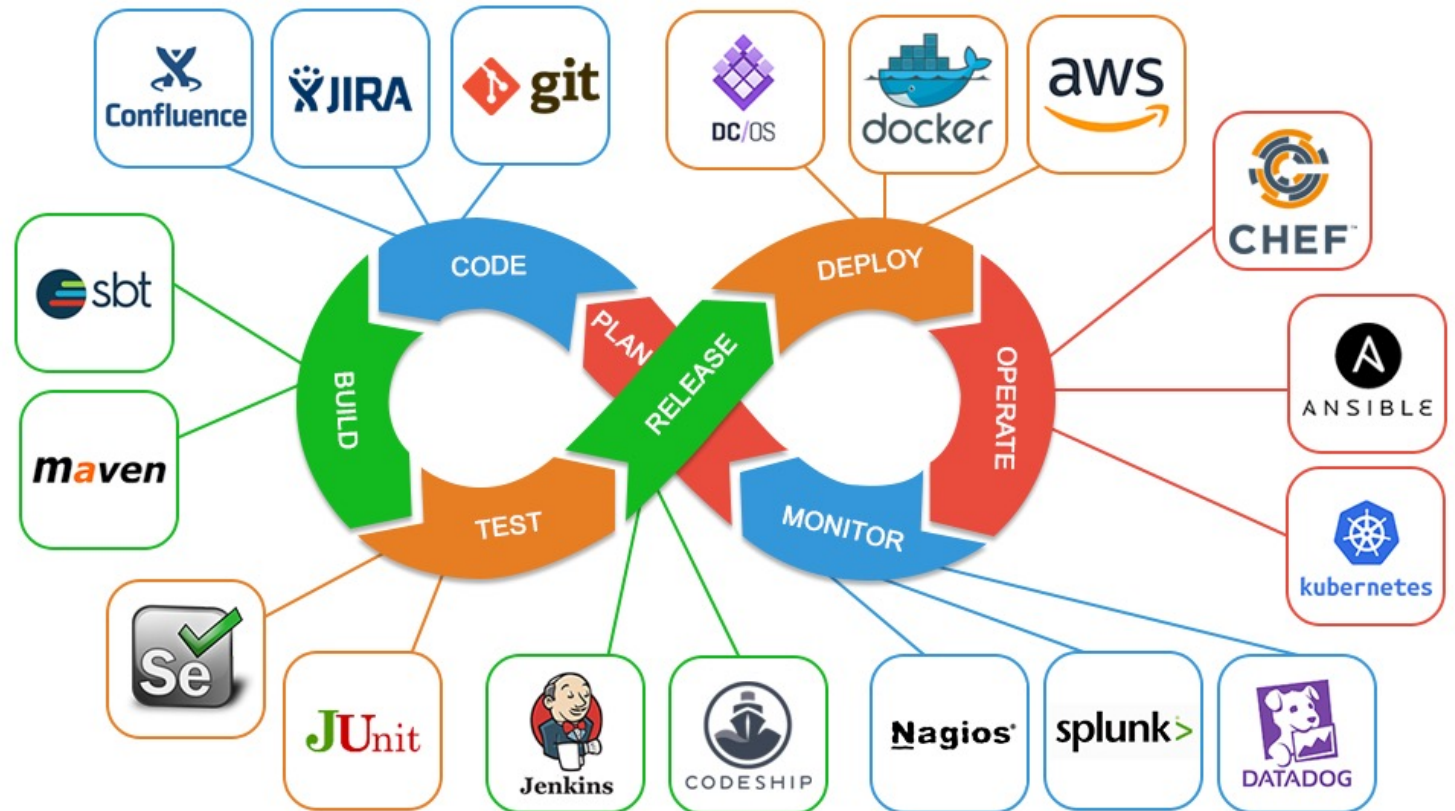 Confluence
JIRA
git
DC/OS
docker
aws
CHEF™
sbt
CODE
DEPLOY
PLAN
RELEASE
BUILD
OPERATE
ANSIBLE
maven
TEST
MONITOR
kubernetes
Se
JUnit
Jenkins
CODESHIP
Nagios®
splunk>
DATADOG